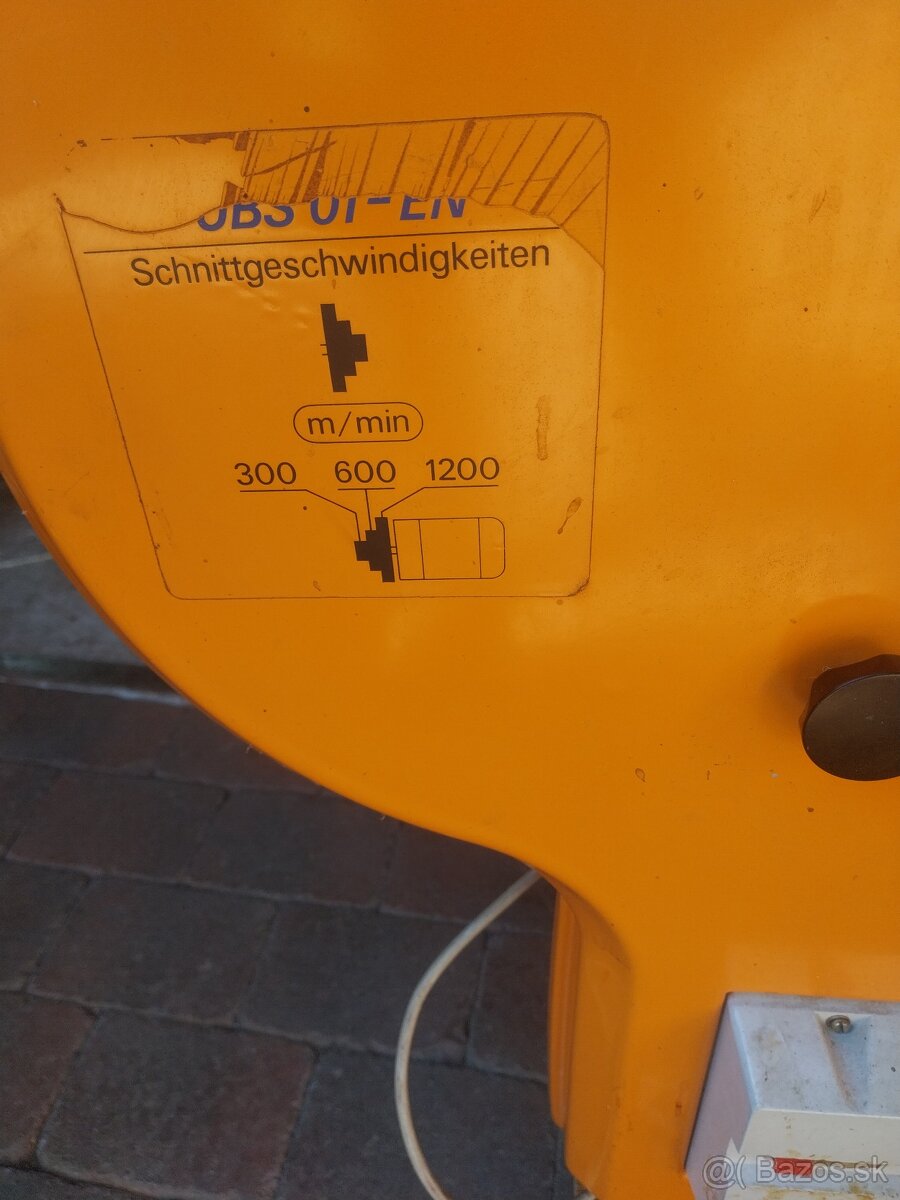 Schnittgeschwindigkeiten
m/min
300 600 1200
@( Bazos.sk